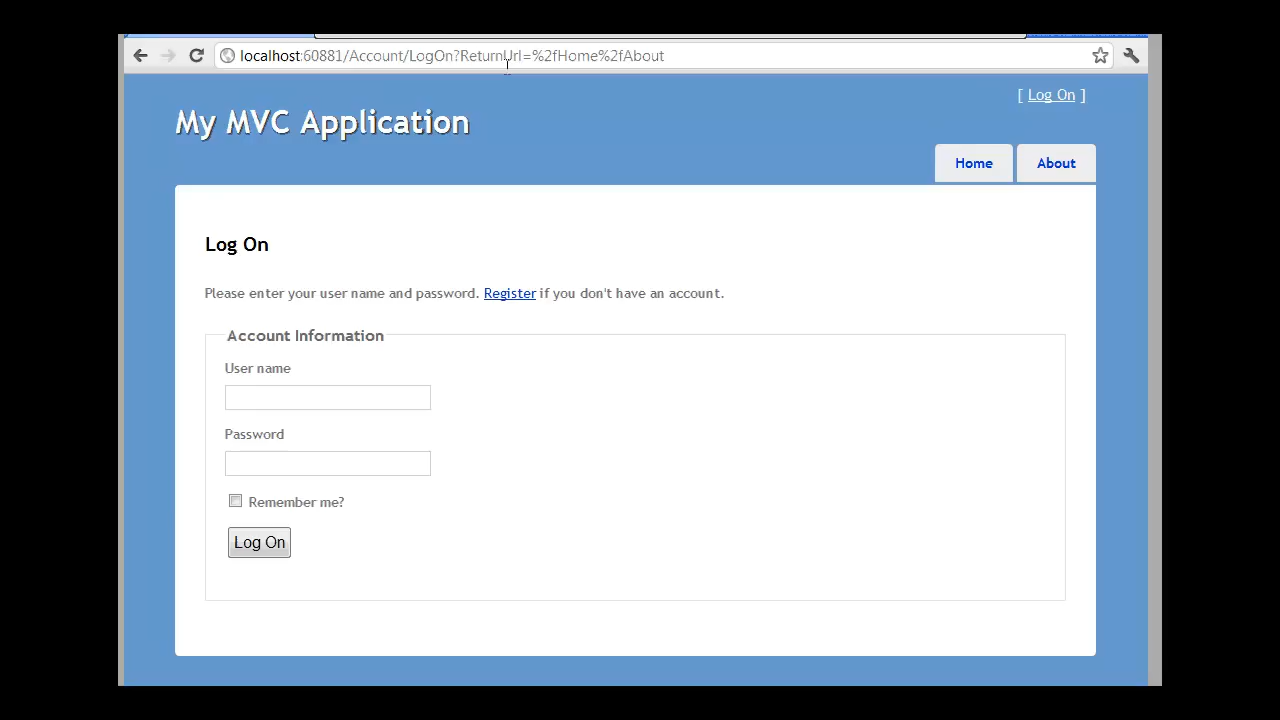 localhost:60881/Account/LogOn?ReturnUrl=%2fHome%2fAbout
[ Log On ]
My MVC Application
Home About
Log On
Please enter your user name and password. Register if you don't have an account.
Account Information
User name
Password
Remember me?
Log On